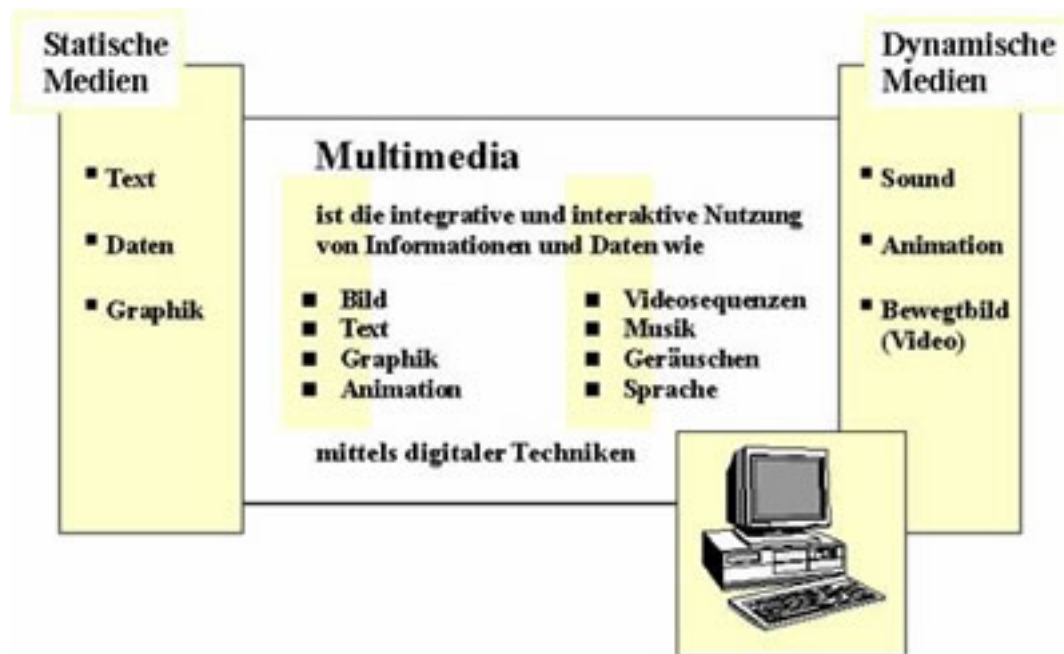 Statische
Medien
▪ Text
▪ Daten
▪ Graphik
Multimedia
ist die integrative und interaktive Nutzung
von Informationen und Daten wie
■ Bild
■ Text
■ Graphik
■ Animation
■ Videosequenzen
■ Musik
■ Geräuschen
■ Sprache
mittels digitaler Techniken
Dynamische
Medien
▪ Sound
▪ Animation
▪ Bewegtbild
(Video)